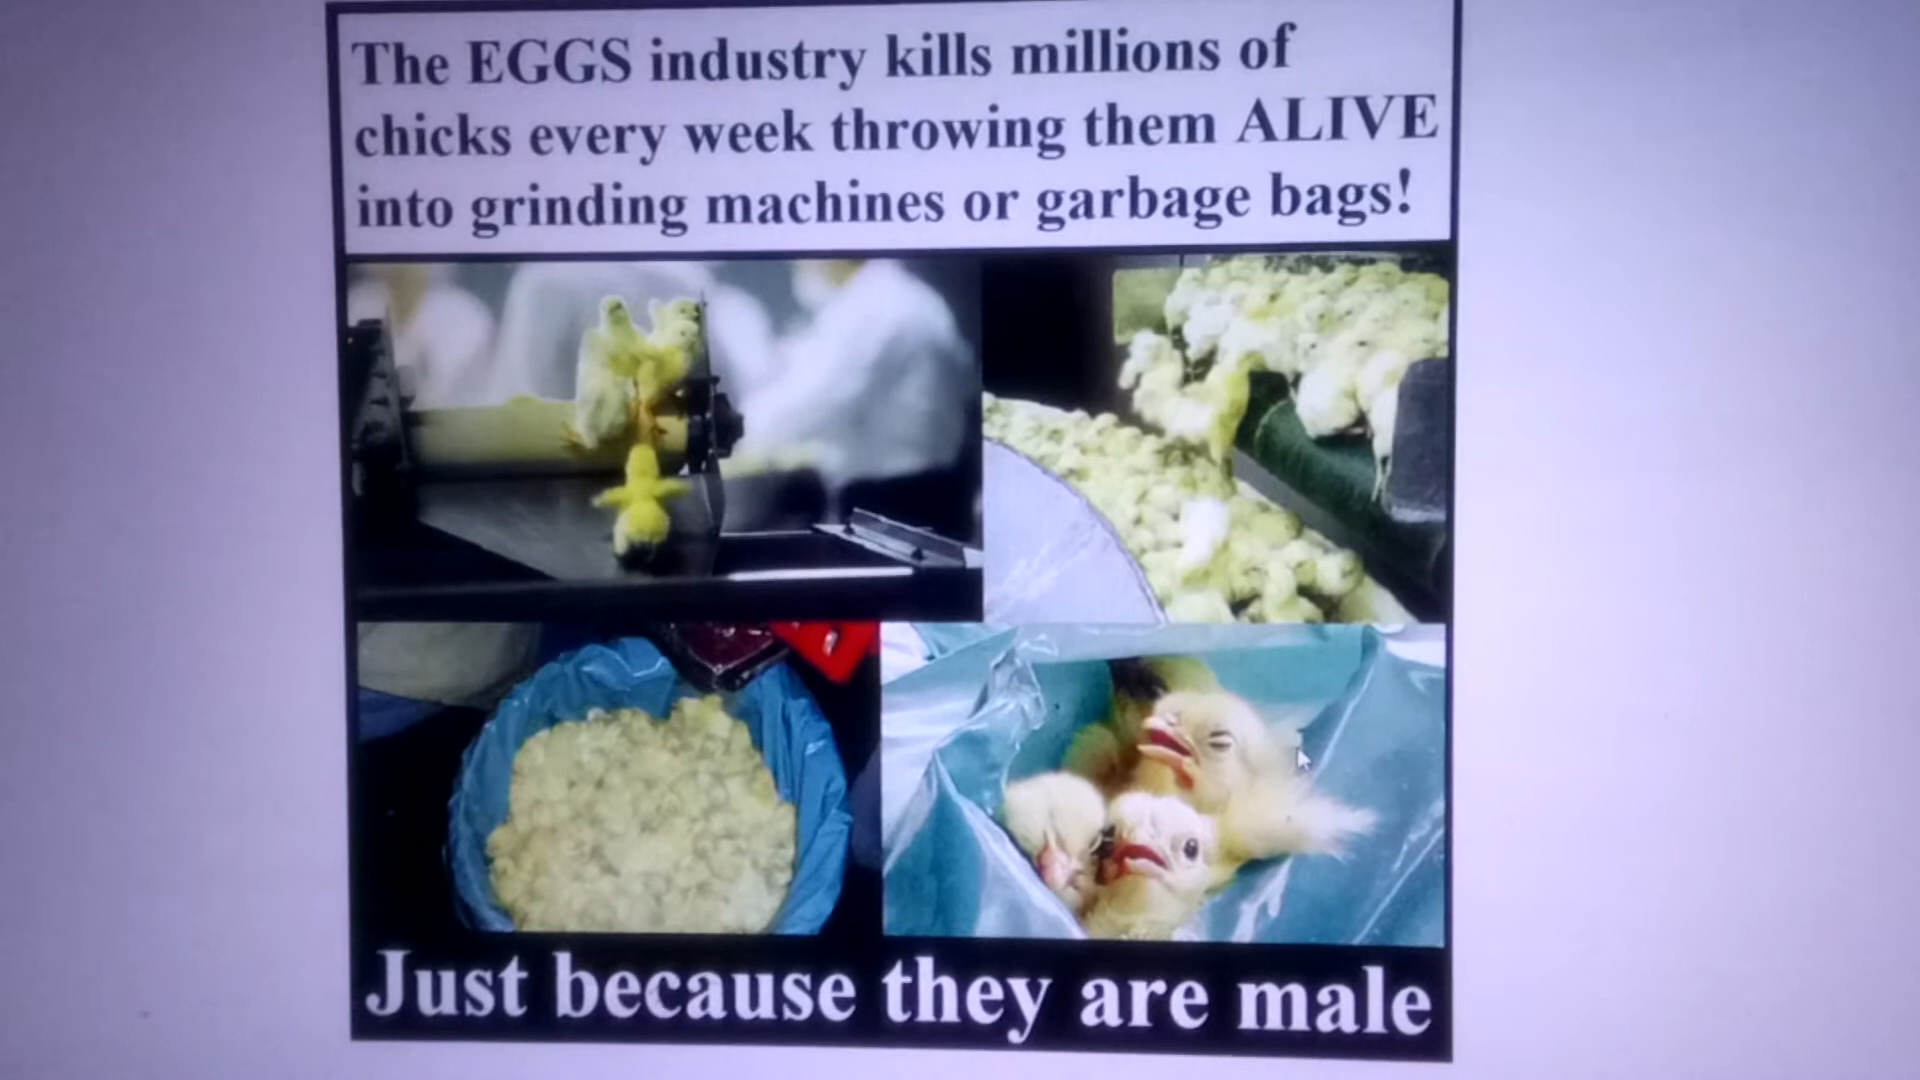 The EGGS industry kills millions of
chicks every week throwing them ALIVE
into grinding machines or garbage bags!
Just because they are male